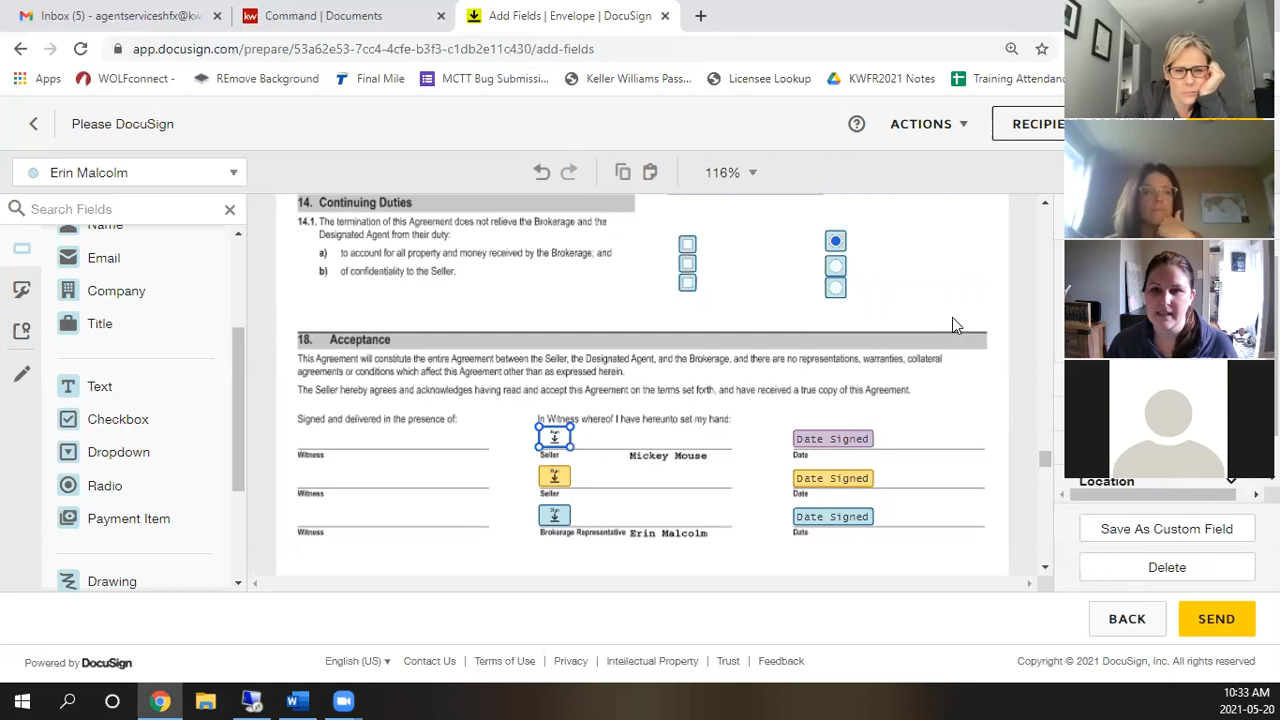 Inbox (5) - agentserviceshfx@kw
Command | Documents
Add Fields | Envelope | DocuSign
app.docusign.com/prepare/53a62e53-7cc4-4cfe-b3f3-c1db2e11c430/add-fields
Apps
WOLFconnect -
REmove Background
Final Mile
MCTT Bug Submissi...
Keller Williams Pass...
Licensee Lookup
KWFR2021 Notes
Training Attendan
Please DocuSign
ACTIONS
RECIPIE
Erin Malcolm
116%
Search Fields
Name
Email
Company
Title
Text
Checkbox
Dropdown
Radio
Payment Item
Drawing
14. Continuing Duties
14.1. The termination of this Agreement does not relieve the Brokerage and the
Designated Agent from their duty:
a) to account for all property and money received by the Brokerage; and
b) of confidentiality to the Seller.
18. Acceptance
This Agreement will constitute the entire Agreement between the Seller, the Designated Agent, and the Brokerage, and there are no representations, warranties, collateral
agreements or conditions which affect this Agreement other than as expressed herein.
The Seller hereby agrees and acknowledges having read and accept this Agreement on the terms set forth, and have received a true copy of this Agreement.
Signed and delivered in the presence of:
In Witness whereof I have hereunto set my hand:
Sign
Date Signed
Witness
Seller
Mickey Mouse
Date
Sign
Date Signed
Witness
Seller
Date
Sign
Date Signed
Witness
Brokerage Representative
Erin Malcolm
Date
Location
Save As Custom Field
Delete
BACK
SEND
Powered by DocuSign
English (US)
Contact Us
Terms of Use
Privacy
Intellectual Property
Trust
Feedback
Copyright © 2021 DocuSign, Inc. All rights reserved
10:33 AM
2021-05-20